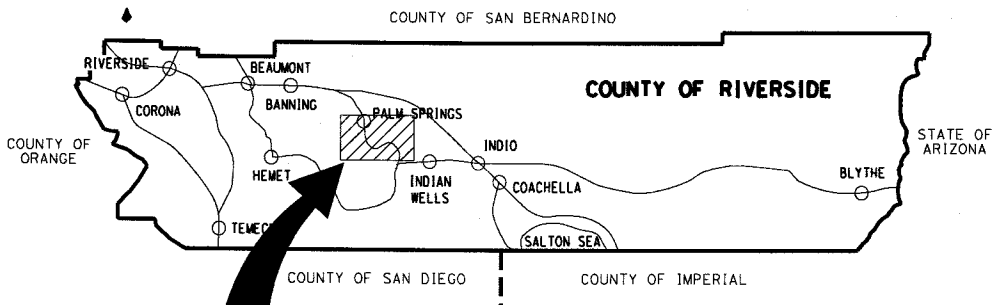 COUNTY OF SAN BERNARDINO
RIVERSIDE
BEAUMONT
COUNTY OF RIVERSIDE
CORONA
BANNING
PALM SPRINGS
COUNTY OF
ORANGE
STATE OF
ARIZONA
INDIO
HEMET
INDIAN
WELLS
COACHELLA
BLYTHE
SALTON SEA
COUNTY OF SAN DIEGO
COUNTY OF IMPERIAL